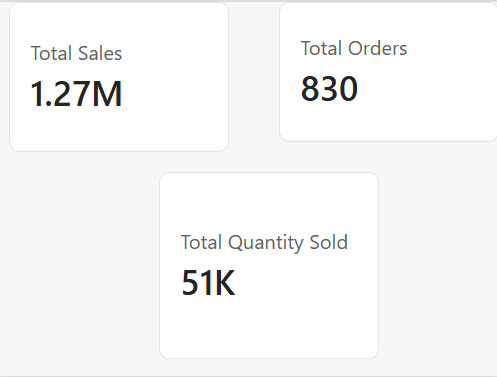 Total Sales
1.27M
Total Orders
830
Total Quantity Sold
51K